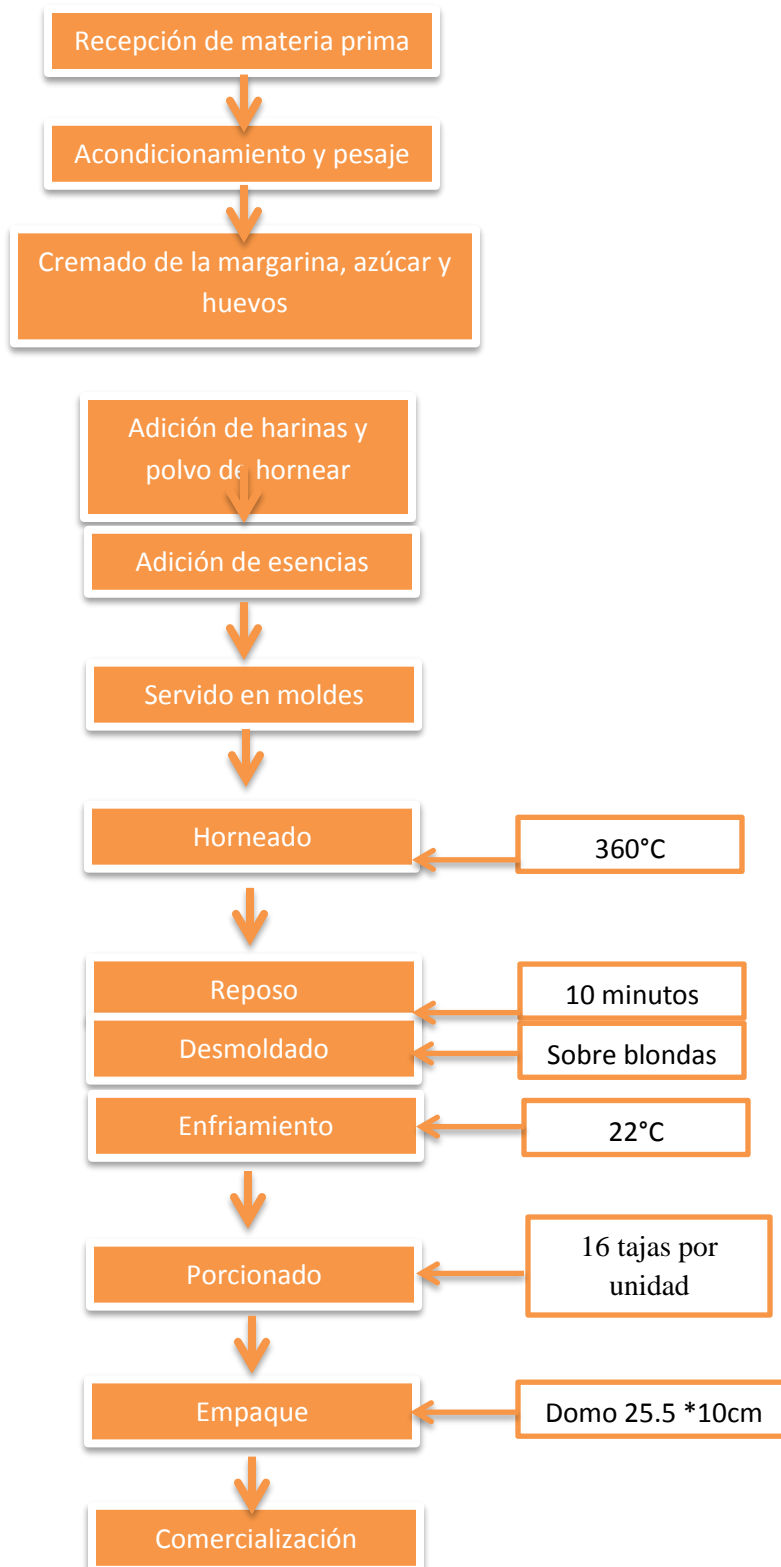 Recepción de materia prima
Acondicionamiento y pesaje
Cremado de la margarina, azúcar y
huevos
Adición de harinas y
polvo de hornear
Adición de esencias
Servido en moldes
Horneado
360°C
Reposo
10 minutos
Desmoldado
Sobre blondas
Enfriamiento
22°C
Porcionado
16 tajas por
unidad
Empaque
Domo 25.5 *10cm
Comercialización